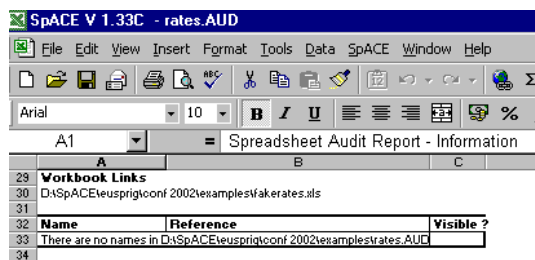 SpACE V 1.33C - rates.AUD
File Edit View Insert Format Tools Data SpACE Window Help
Arial 10 B I U %
A1 = Spreadsheet Audit Report - Information
A B C
29 Workbook Links
30 D:\SpACE\eusprig\conf 2002\examples\fakerates.xls
31
32 Name Reference Visible ?
33 There are no names in D:\SpACE\eusprig\conf 2002\examples\rates.AUD
34